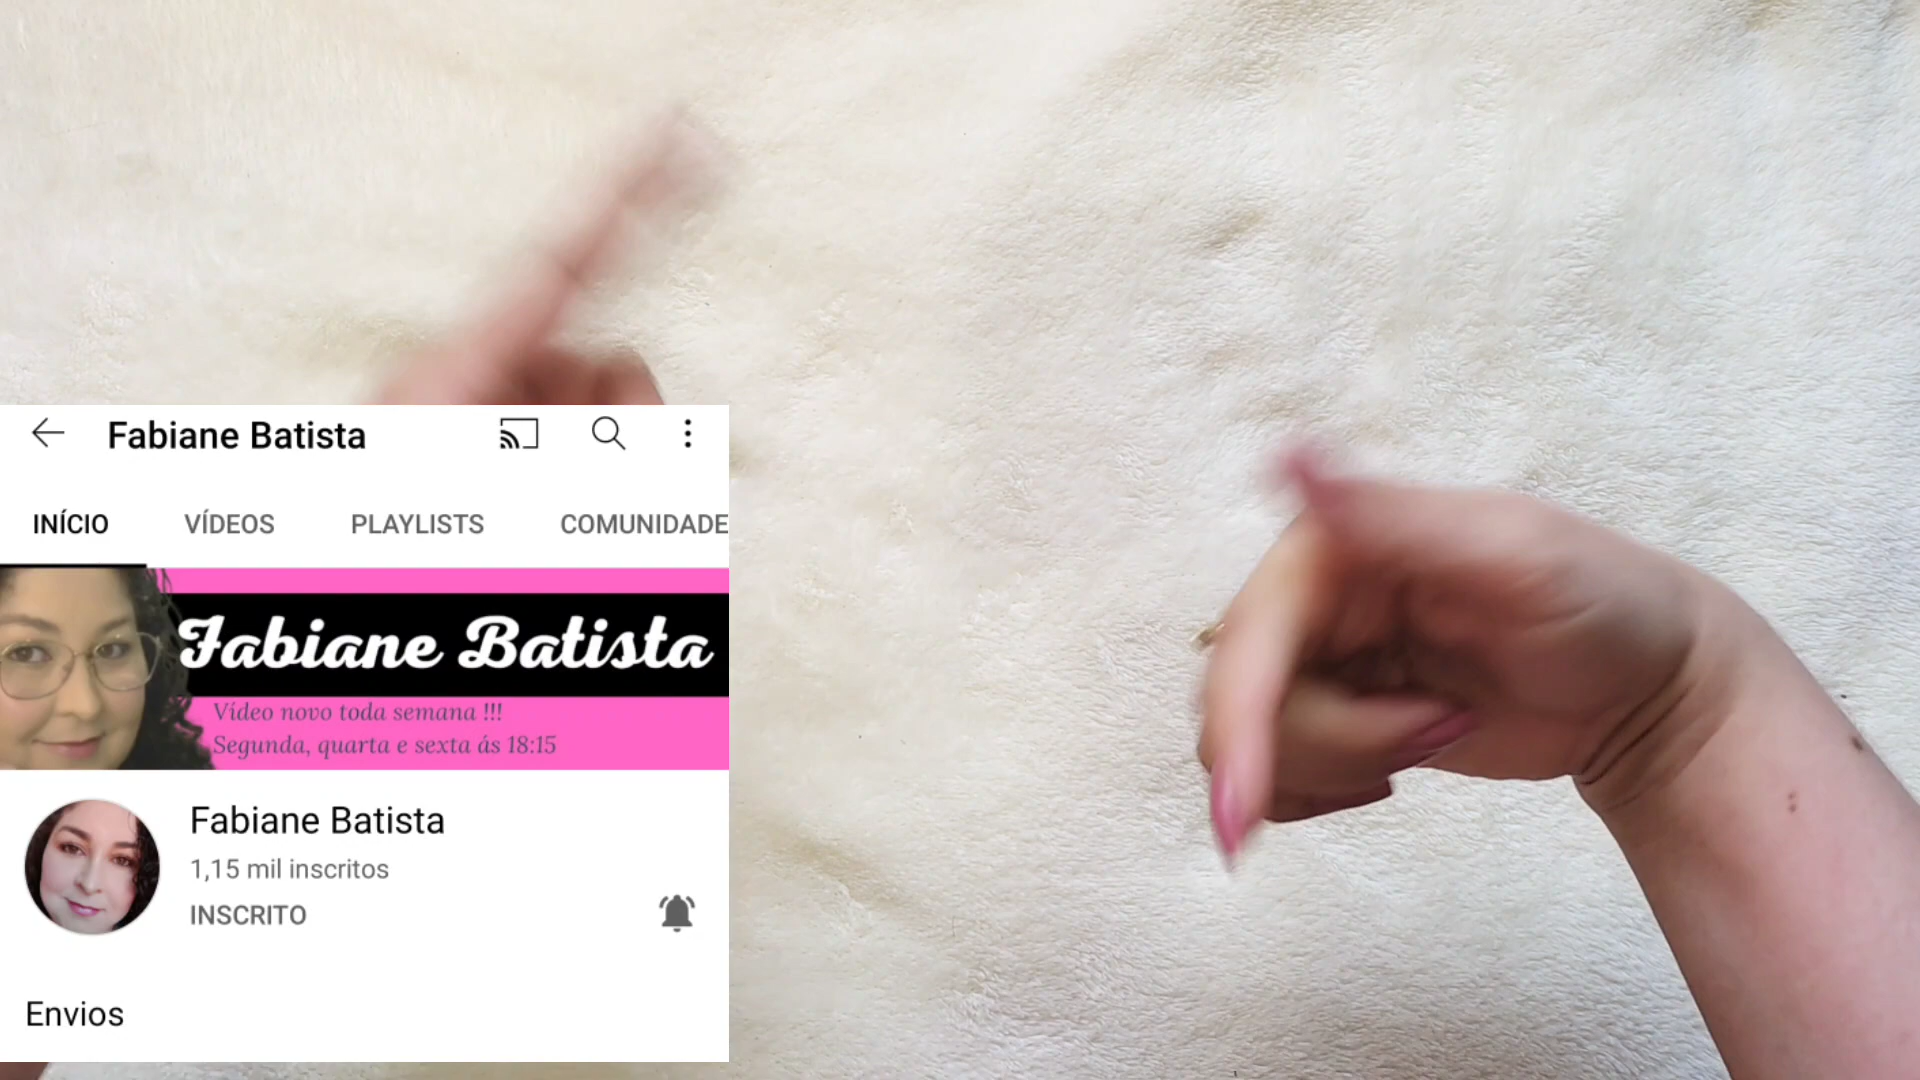 Fabiane Batista
INÍCIO VÍDEOS PLAYLISTS COMUNIDADE
Fabiane Batista
Vídeo novo toda semana !!!
Segunda, quarta e sexta ás 18:15
Fabiane Batista
1,15 mil inscritos
INSCRITO
Envios